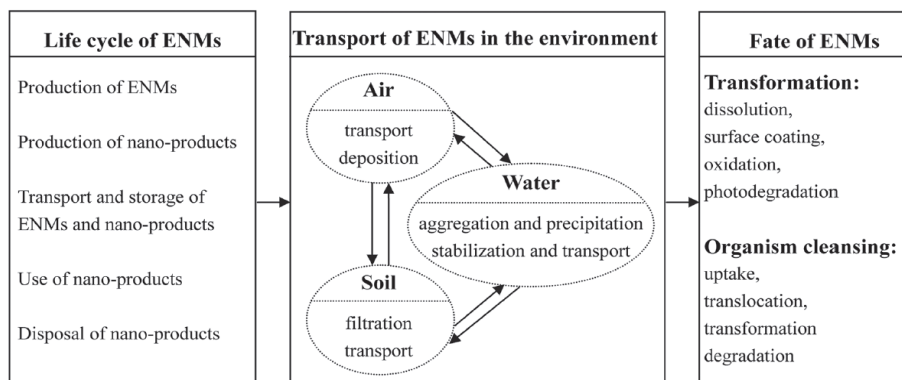 Life cycle of ENMs
Production of ENMs
Production of nano-products
Transport and storage of
ENMs and nano-products
Use of nano-products
Disposal of nano-products
Transport of ENMs in the environment
Air
transport
deposition
Water
aggregation and precipitation
stabilization and transport
Soil
filtration
transport
Fate of ENMs
Transformation:
dissolution,
surface coating,
oxidation,
photodegradation
Organism cleansing:
uptake,
translocation,
transformation
degradation